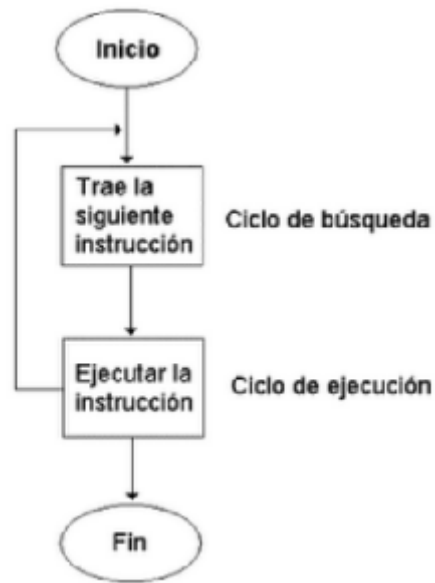 Inicio
Trae la
siguiente
instrucción
Ciclo de búsqueda
Ejecutar la
instrucción
Ciclo de ejecución
Fin